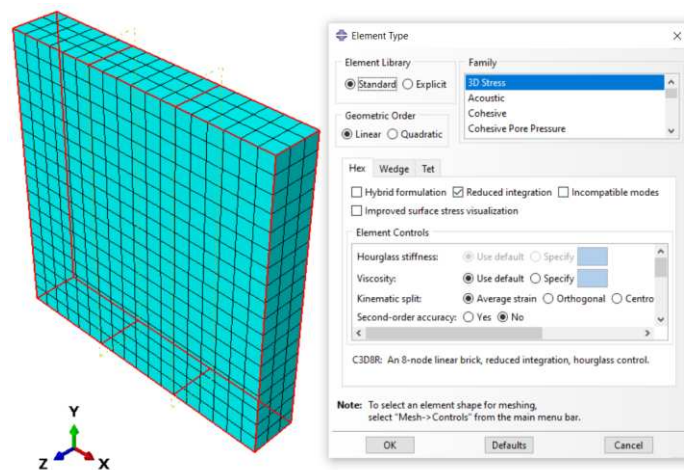 Element Type
Element Library
Standard Explicit
Family
3D Stress
Acoustic
Cohesive
Cohesive Pore Pressure
Geometric Order
Linear Quadratic
Hex Wedge Tet
Hybrid formulation Reduced integration Incompatible modes
Improved surface stress visualization
Element Controls
Hourglass stiffness: Use default Specify
Viscosity: Use default Specify
Kinematic split: Average strain Orthogonal Centro
Second-order accuracy: Yes No
C3D8R: An 8-node linear brick, reduced integration, hourglass control.
Note: To select an element shape for meshing,
select "Mesh->Controls" from the main menu bar.
OK Defaults Cancel
Y
Z X